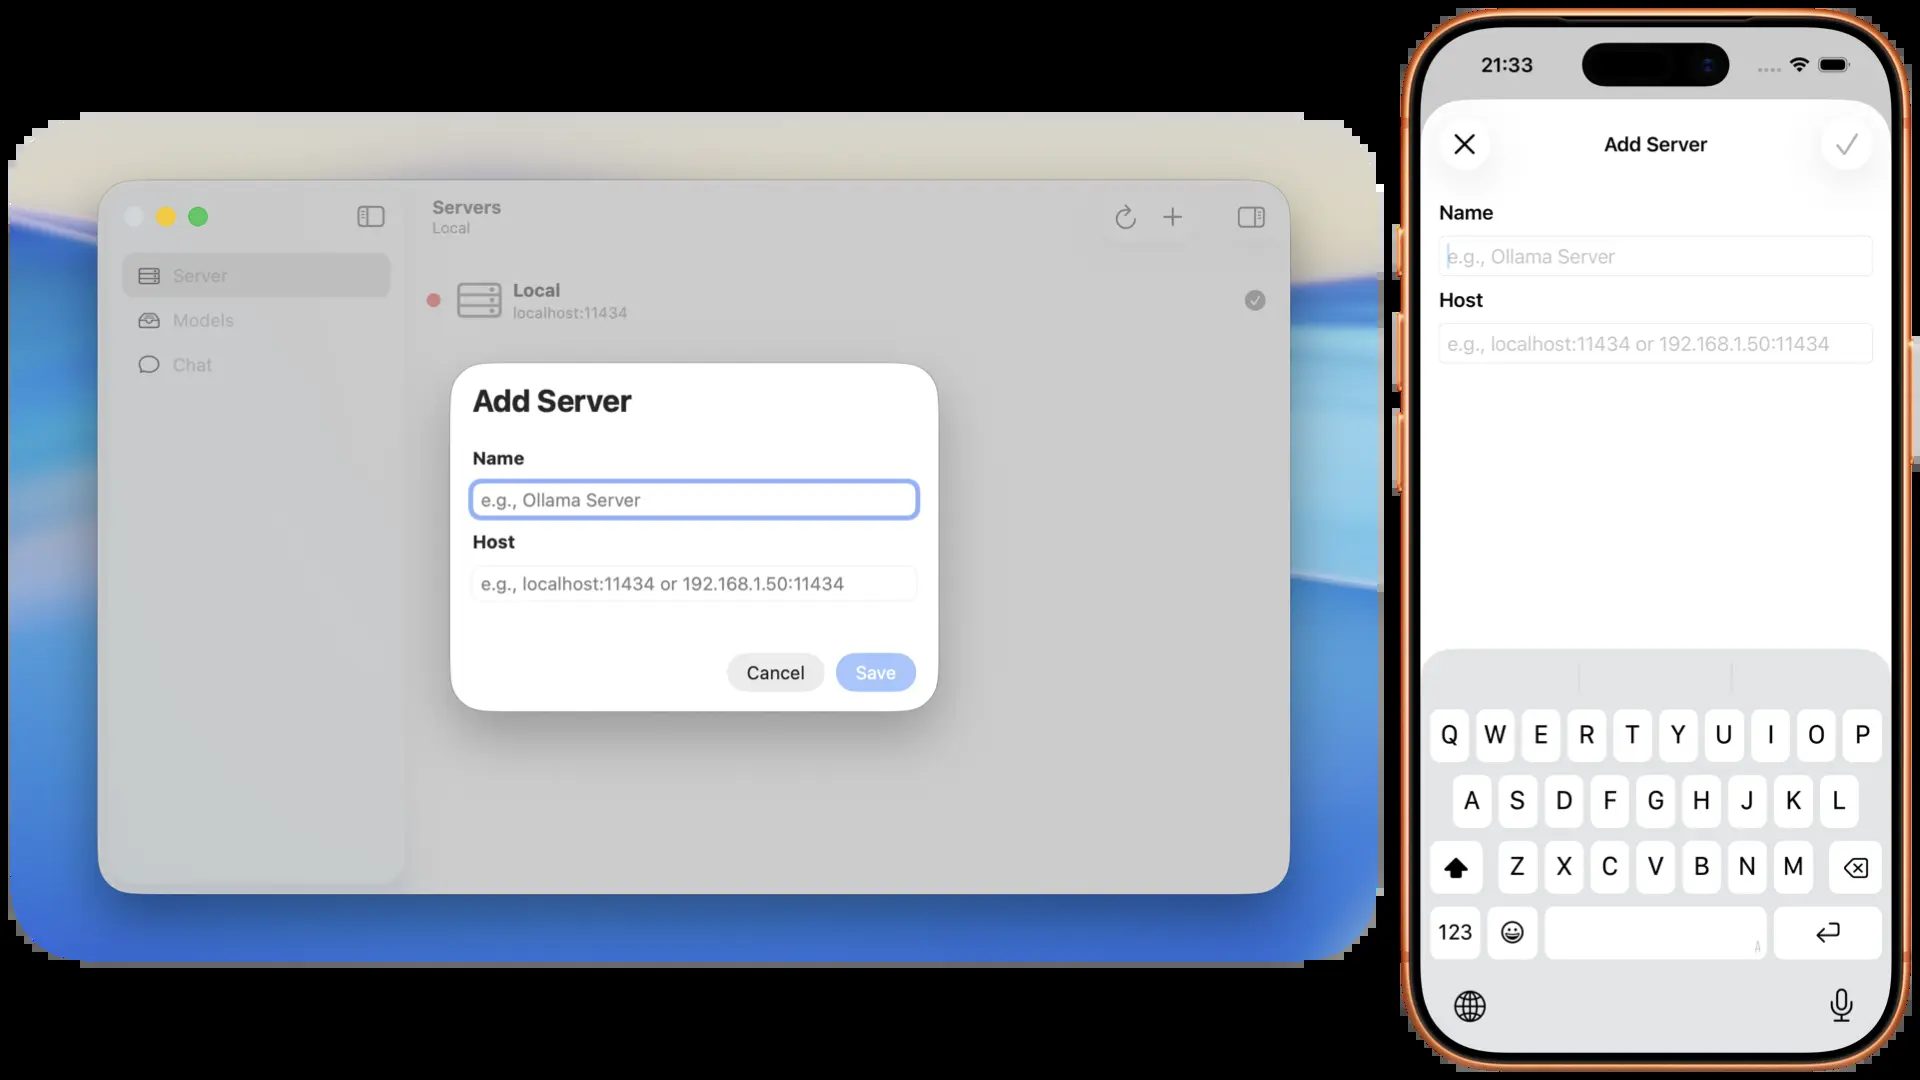 Servers
Local
Server
Models
Chat
Local
localhost:11434
Add Server
Name
e.g., Ollama Server
Host
e.g., localhost:11434 or 192.168.1.50:11434
Cancel
Save
21:33
Add Server
Name
e.g., Ollama Server
Host
e.g., localhost:11434 or 192.168.1.50:11434
Q W E R T Y U I O P
A S D F G H J K L
Z X C V B N M
123
A